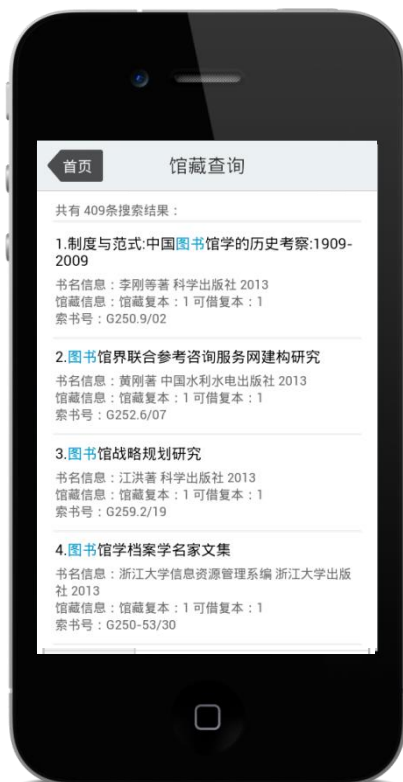 首页
馆藏查询
共有 409条搜索结果：
1.制度与范式:中国图书馆学的历史考察:1909-
2009
书名信息：李刚等著 科学出版社 2013
馆藏信息：馆藏复本：1 可借复本：1
索书号：G250.9/02
2.图书馆界联合参考咨询服务网建构研究
书名信息：黄刚著 中国水利水电出版社 2013
馆藏信息：馆藏复本：1 可借复本：1
索书号：G252.6/07
3.图书馆战略规划研究
书名信息：江洪著 科学出版社 2013
馆藏信息：馆藏复本：1 可借复本：1
索书号：G259.2/19
4.图书馆学档案学名家文集
书名信息：浙江大学信息资源管理系编 浙江大学出版
社 2013
馆藏信息：馆藏复本：1 可借复本：1
索书号：G250-53/30